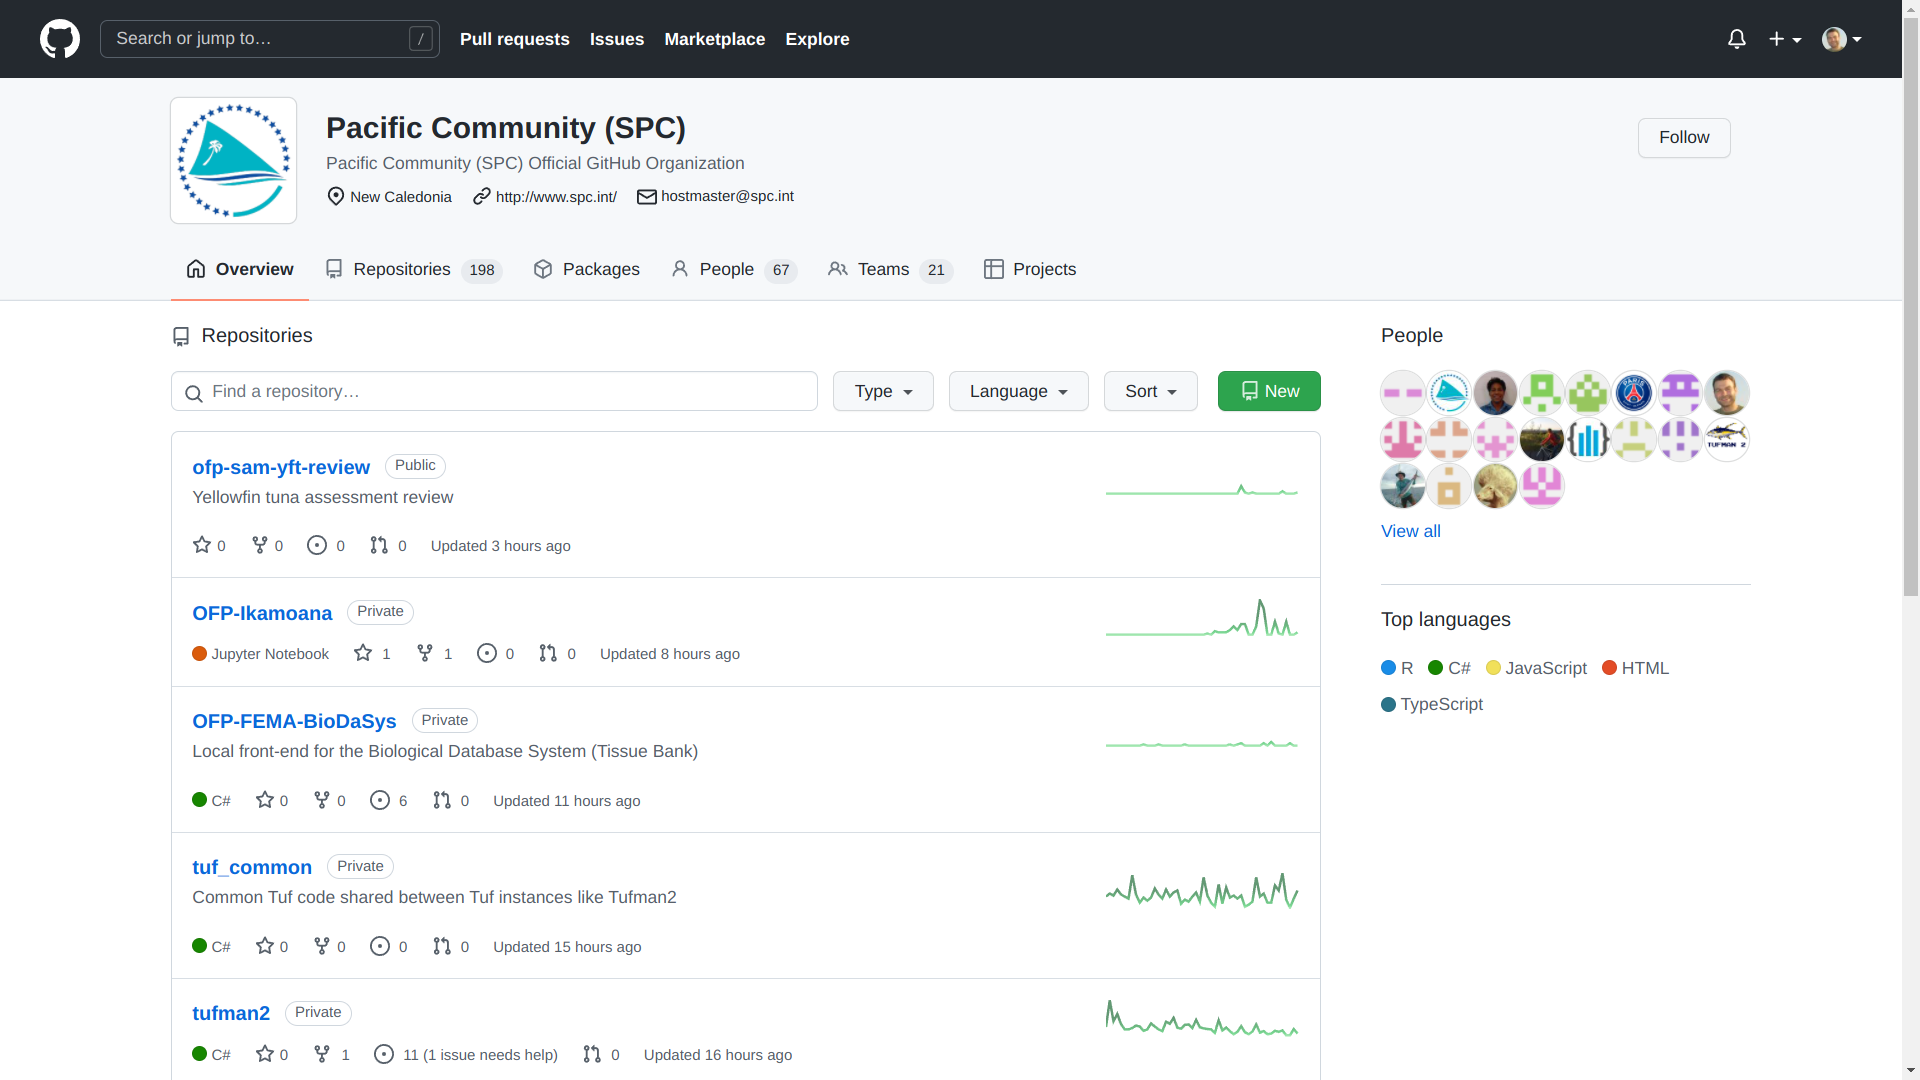 Search or jump to… /
Pull requests Issues Marketplace Explore
Pacific Community (SPC)
Pacific Community (SPC) Official GitHub Organization
New Caledonia http://www.spc.int/ hostmaster@spc.int
Follow
Overview Repositories 198 Packages People 67 Teams 21 Projects
Repositories
Find a repository… Type Language Sort New
ofp-sam-yft-review Public
Yellowfin tuna assessment review
0 0 0 0 Updated 3 hours ago
OFP-Ikamoana Private
Jupyter Notebook 1 1 0 0 Updated 8 hours ago
OFP-FEMA-BioDaSys Private
Local front-end for the Biological Database System (Tissue Bank)
C# 0 0 6 0 Updated 11 hours ago
tuf_common Private
Common Tuf code shared between Tuf instances like Tufman2
C# 0 0 0 0 Updated 15 hours ago
tufman2 Private
C# 0 1 11 (1 issue needs help) 0 Updated 16 hours ago
People
PARIS
TUFMAN 2
View all
Top languages
R C# JavaScript HTML
TypeScript